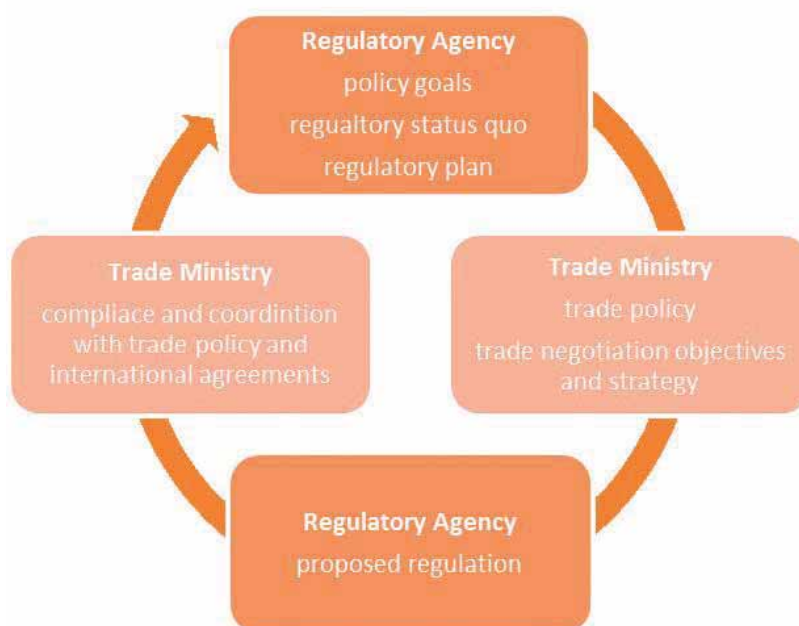 Regulatory Agency
policy goals
regualtory status quo
regulatory plan
Trade Ministry
compliace and coordintion
with trade policy and
international agreements
Trade Ministry
trade policy
trade negotiation objectives
and strategy
Regulatory Agency
proposed regulation